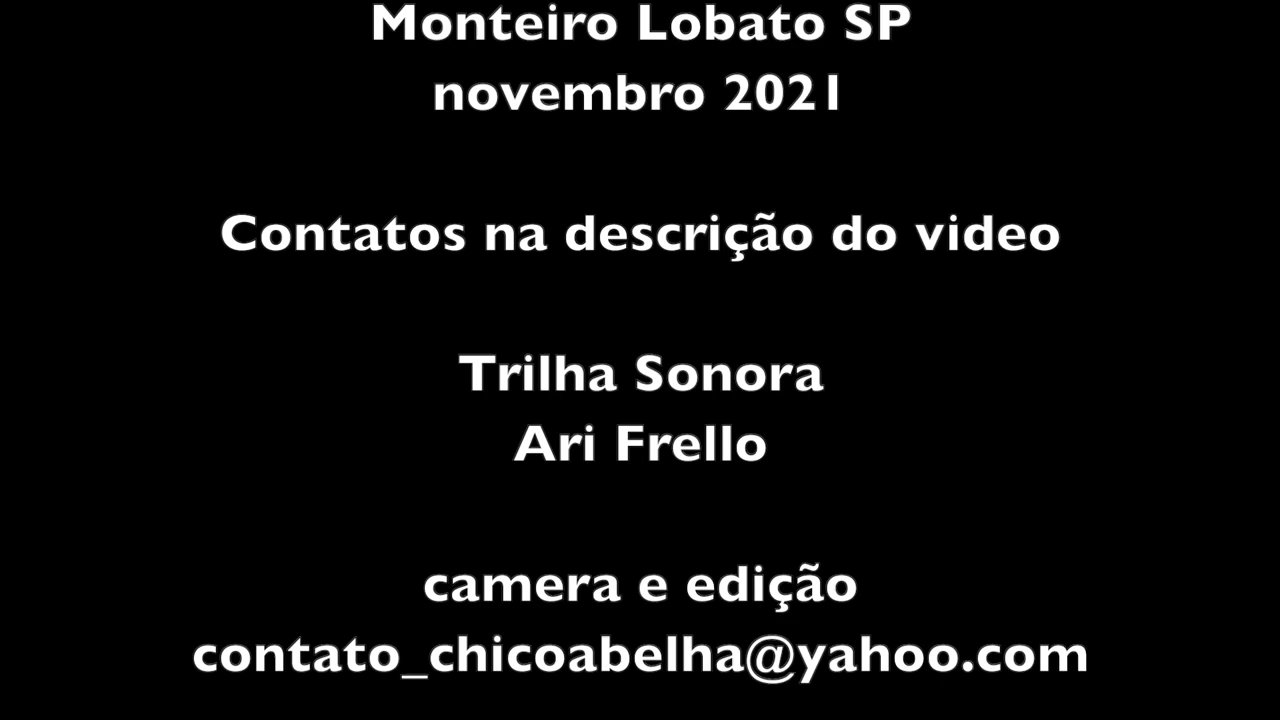 Monteiro Lobato SP
novembro 2021
Contatos na descrição do video
Trilha Sonora
Ari Frello
camera e edição
contato_chicoabelha@yahoo.com